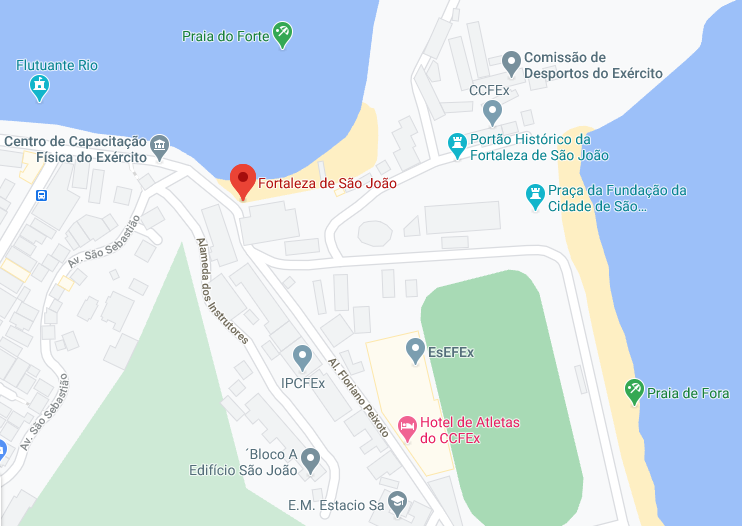 Praia do Forte
Flutuante Rio
Comissão de
Desportos do Exército
CCFEx
Centro de Capacitação
Física do Exército
Portão Histórico da
Fortaleza de São João
Fortaleza de São João
Praça da Fundação da
Cidade de São...
Av. São Sebastião
Alameda dos Instrutores
EsEFEx
IPCFEx
Al. Floriano Peixoto
Praia de Fora
Av. São Sebastião
Hotel de Atletas
do CCFEx
´Bloco A
Edifício São João
E.M. Estacio Sa